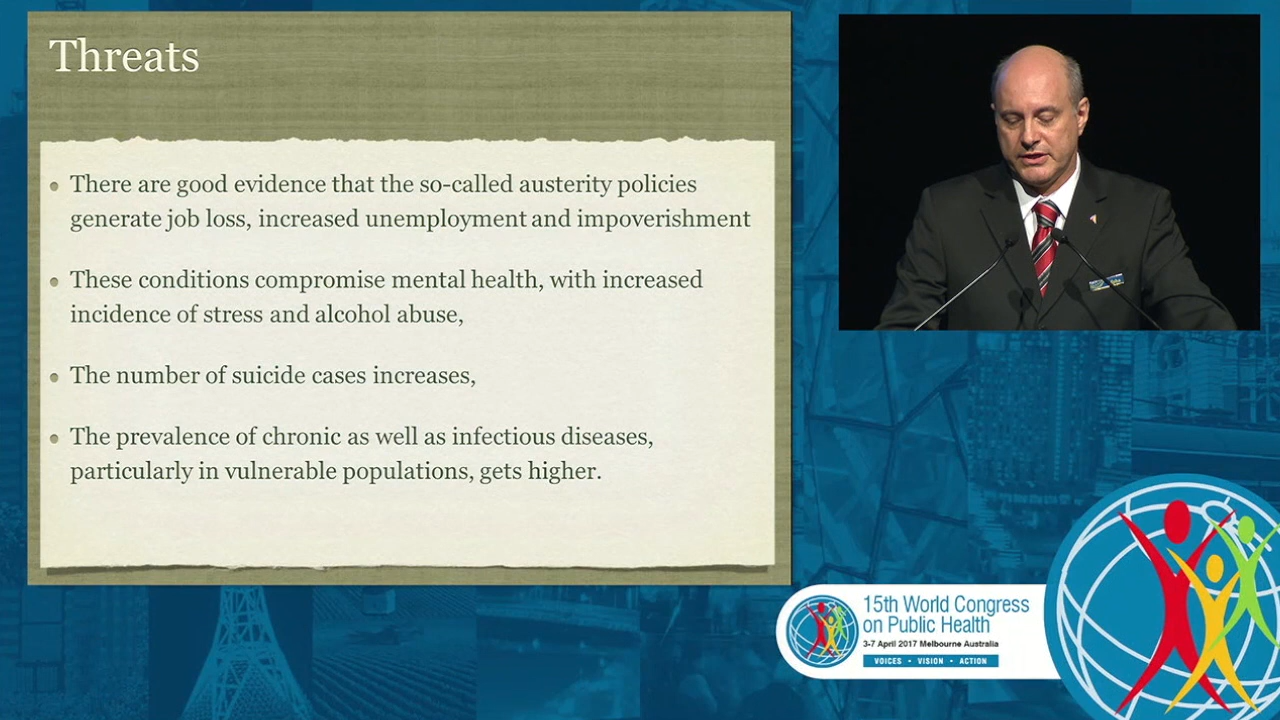 Threats
There are good evidence that the so-called austerity policies
generate job loss, increased unemployment and impoverishment
These conditions compromise mental health, with increased
incidence of stress and alcohol abuse,
The number of suicide cases increases,
The prevalence of chronic as well as infectious diseases,
particularly in vulnerable populations, gets higher.
15th World Congress
on Public Health
3-7 April 2017 Melbourne Australia
VOICES • VISION • ACTION